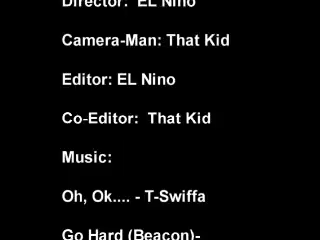 Director:  EL Nino
Camera-Man: That Kid
Editor: EL Nino
Co-Editor:  That Kid
Music:
Oh, Ok.... - T-Swiffa
Go Hard (Beacon)-